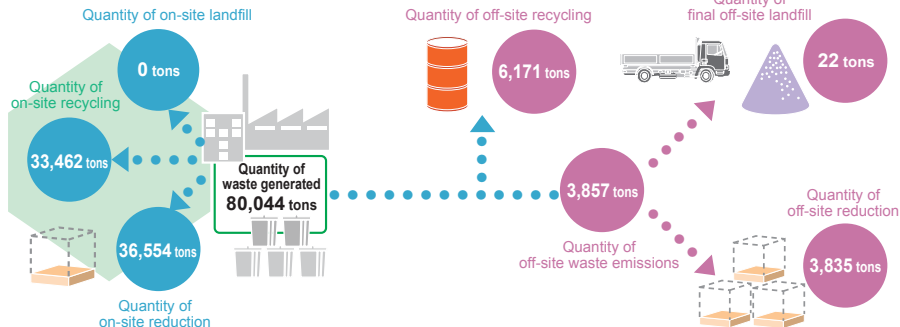 Quantity of on-site landfill
0 tons
Quantity of
on-site recycling
33,462 tons
36,554 tons
Quantity of
on-site reduction
Quantity of
waste generated
80,044 tons
Quantity of off-site recycling
6,171 tons
3,857 tons
Quantity of
off-site waste emissions
Quantity of
final off-site landfill
22 tons
Quantity of
off-site reduction
3,835 tons